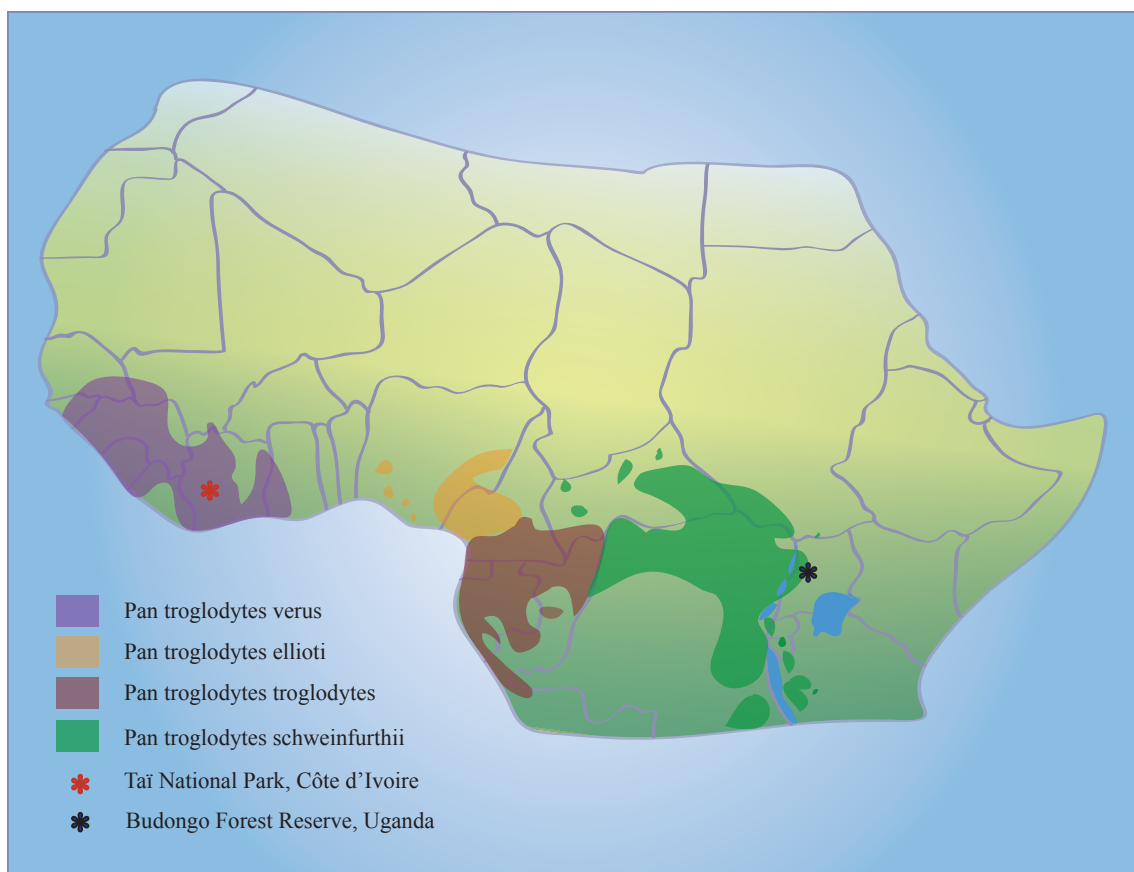 Pan troglodytes verus
Pan troglodytes ellioti
Pan troglodytes troglodytes
Pan troglodytes schweinfurthii
Taï National Park, Côte d’Ivoire
Budongo Forest Reserve, Uganda